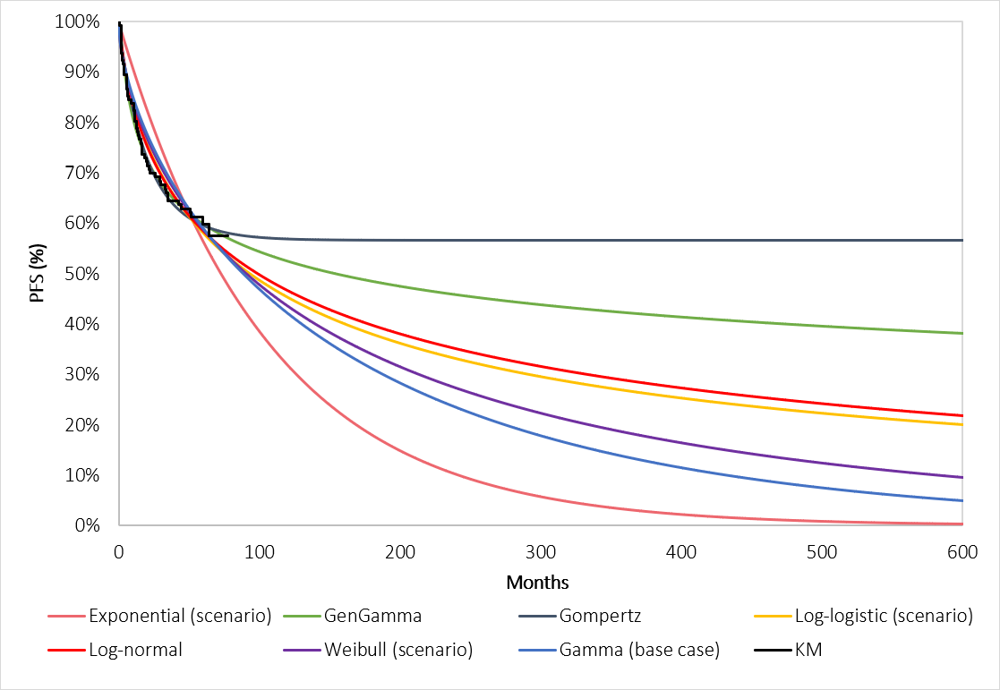 100%
90%
80%
70%
60%
50%
40%
30%
20%
10%
0%
PFS (%)
0 100 200 300 400 500 600
Months
Exponential (scenario) GenGamma Gompertz Log-logistic (scenario)
Log-normal Weibull (scenario) Gamma (base case) KM